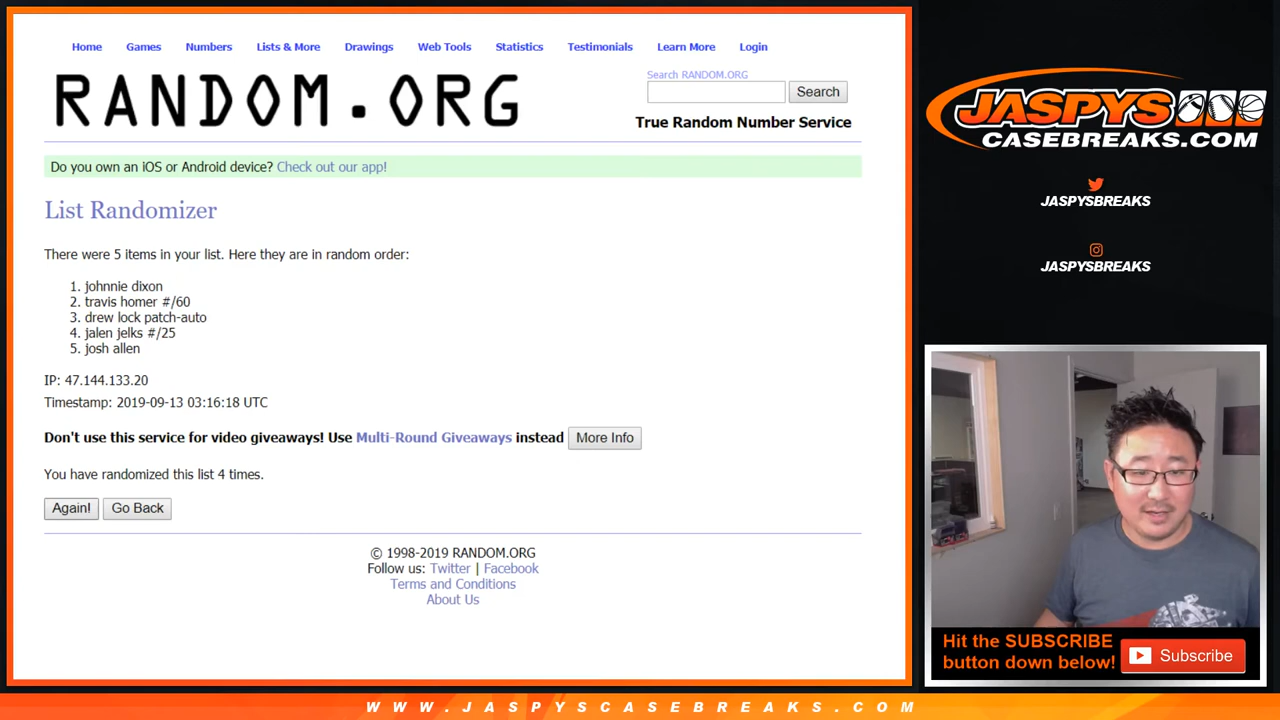 Home Games Numbers Lists & More Drawings Web Tools Statistics Testimonials Learn More Login
RANDOM.ORG
Search RANDOM.ORG
Search
True Random Number Service
Do you own an iOS or Android device? Check out our app!
List Randomizer
There were 5 items in your list. Here they are in random order:
1. johnnie dixon
2. travis homer #/60
3. drew lock patch-auto
4. jalen jelks #/25
5. josh allen
IP: 47.144.133.20
Timestamp: 2019-09-13 03:16:18 UTC
Don't use this service for video giveaways! Use Multi-Round Giveaways instead More Info
You have randomized this list 4 times.
Again! Go Back
© 1998-2019 RANDOM.ORG
Follow us: Twitter | Facebook
Terms and Conditions
About Us
JASPYS
CASEBREAKS.COM
JASPYSBREAKS
JASPYSBREAKS
Hit the SUBSCRIBE
button down below!
Subscribe
WWW.JASPYSCASEBREAKS.COM